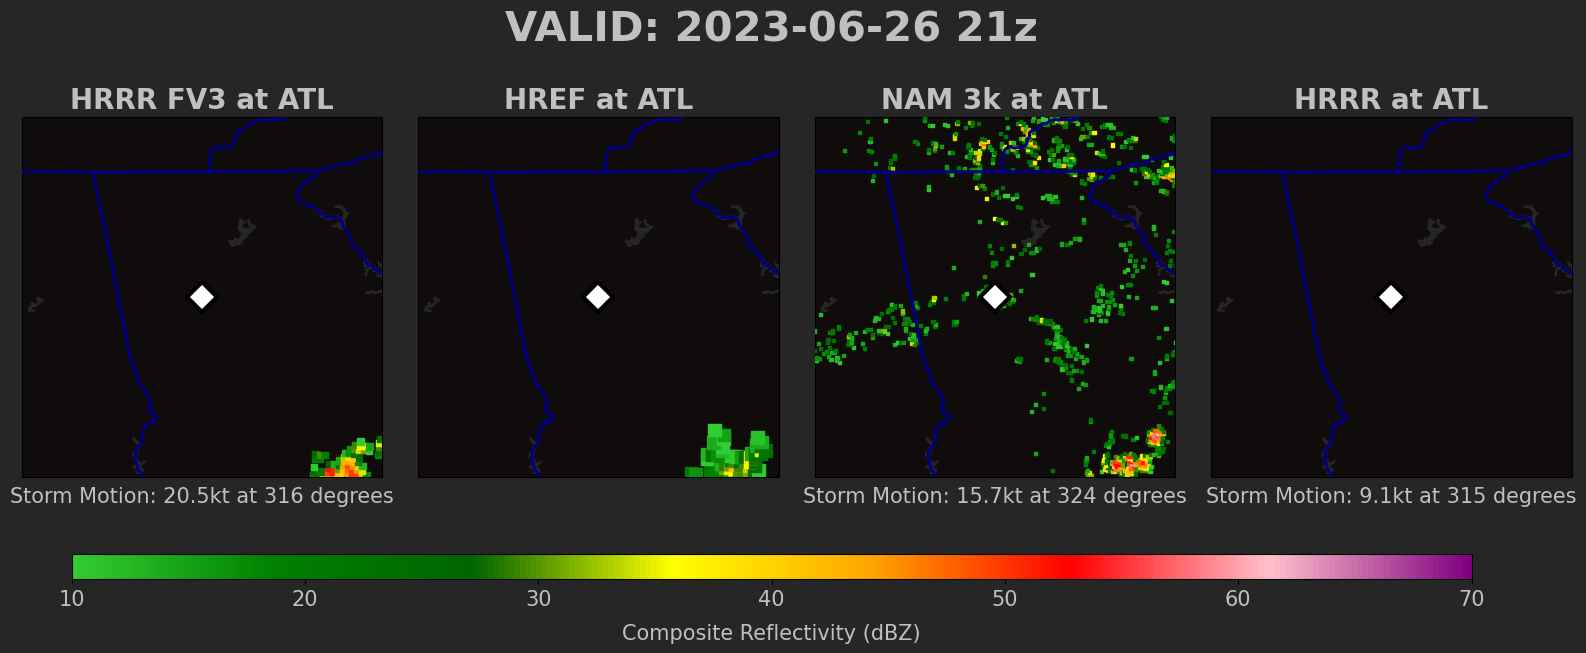 VALID: 2023-06-26 21z
HRRR FV3 at ATL
HREF at ATL
NAM 3k at ATL
HRRR at ATL
Storm Motion: 20.5kt at 316 degrees
Storm Motion: 15.7kt at 324 degrees
Storm Motion: 9.1kt at 315 degrees
10 20 30 40 50 60 70
Composite Reflectivity (dBZ)